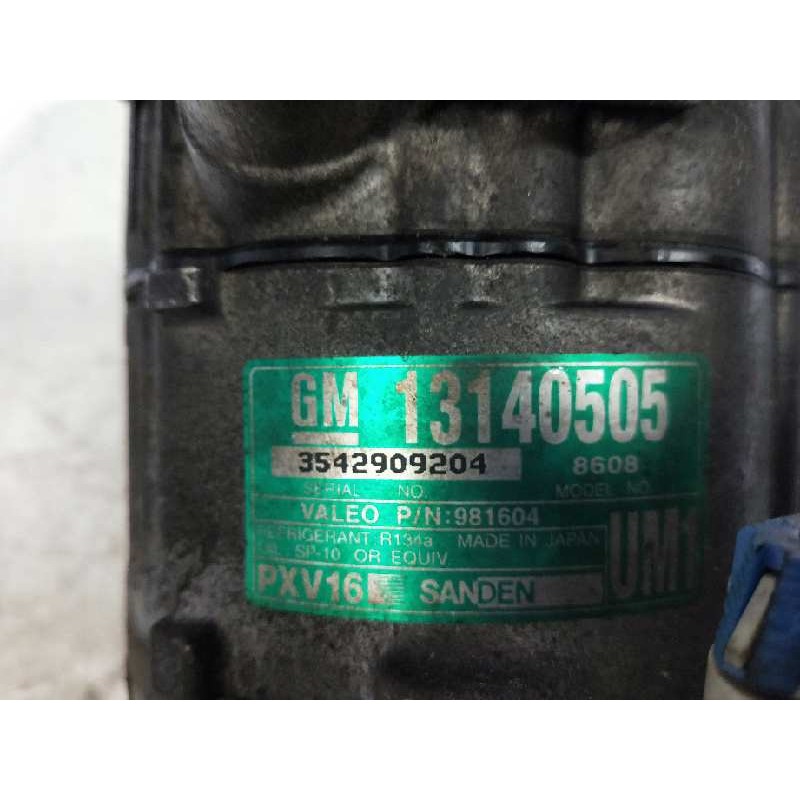 GM 13140505
3542909204 8608
SERIAL NO. MODEL NO.
VALEO P/N:981604
REFRIGERANT R134a MADE IN JAPAN
OIL SP-10 OR EQUIV
PXV16 SANDEN UM1